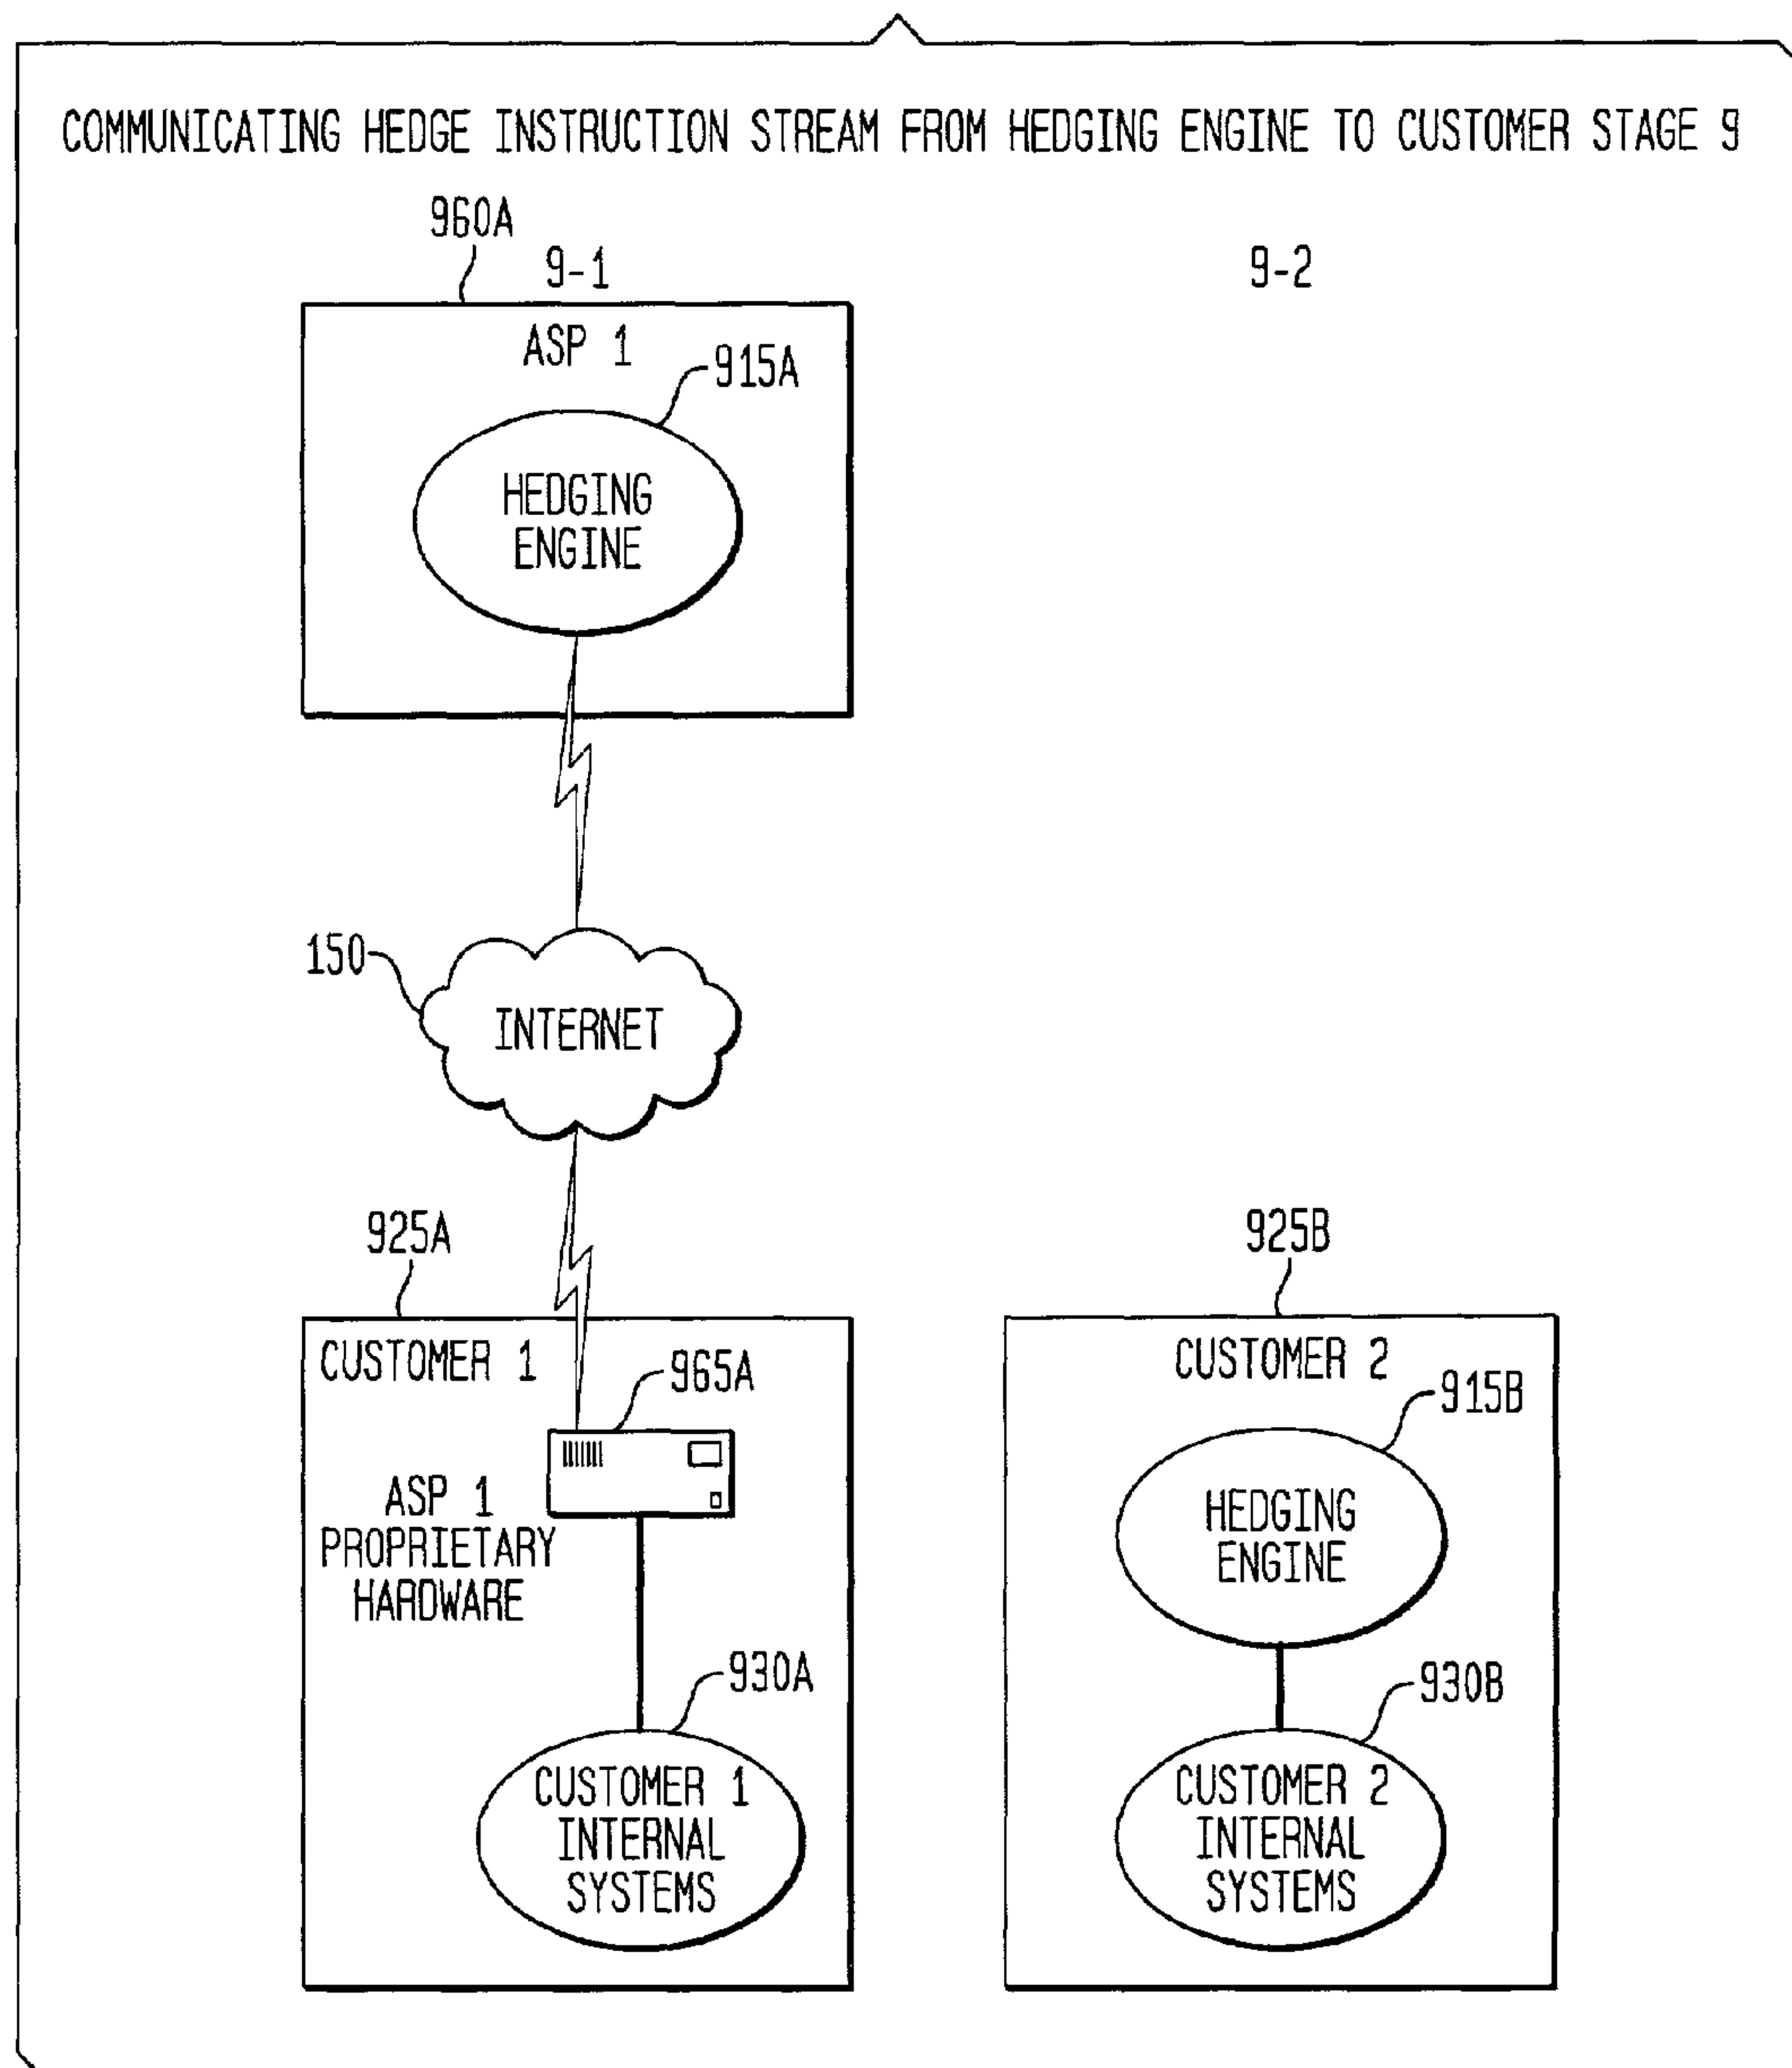 COMMUNICATING HEDGE INSTRUCTION STREAM FROM HEDGING ENGINE TO CUSTOMER STAGE 9
960A
9-1
9-2
ASP 1
915A
HEDGING
ENGINE
150
INTERNET
925A
925B
CUSTOMER 1
965A
ASP 1
PROPRIETARY
HARDWARE
930A
CUSTOMER 1
INTERNAL
SYSTEMS
CUSTOMER 2
915B
HEDGING
ENGINE
930B
CUSTOMER 2
INTERNAL
SYSTEMS